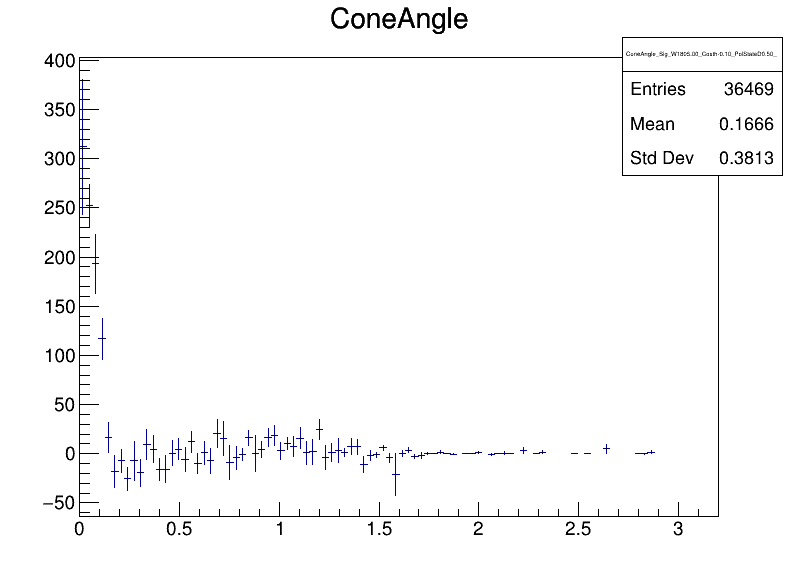 ConeAngle
ConeAngle_Sig_W1805.00_Costh-0.10_PolStateD0.50_
Entries 36469
Mean 0.1666
Std Dev 0.3813
400
350
300
250
200
150
100
50
0
−50
0 0.5 1 1.5 2 2.5 3